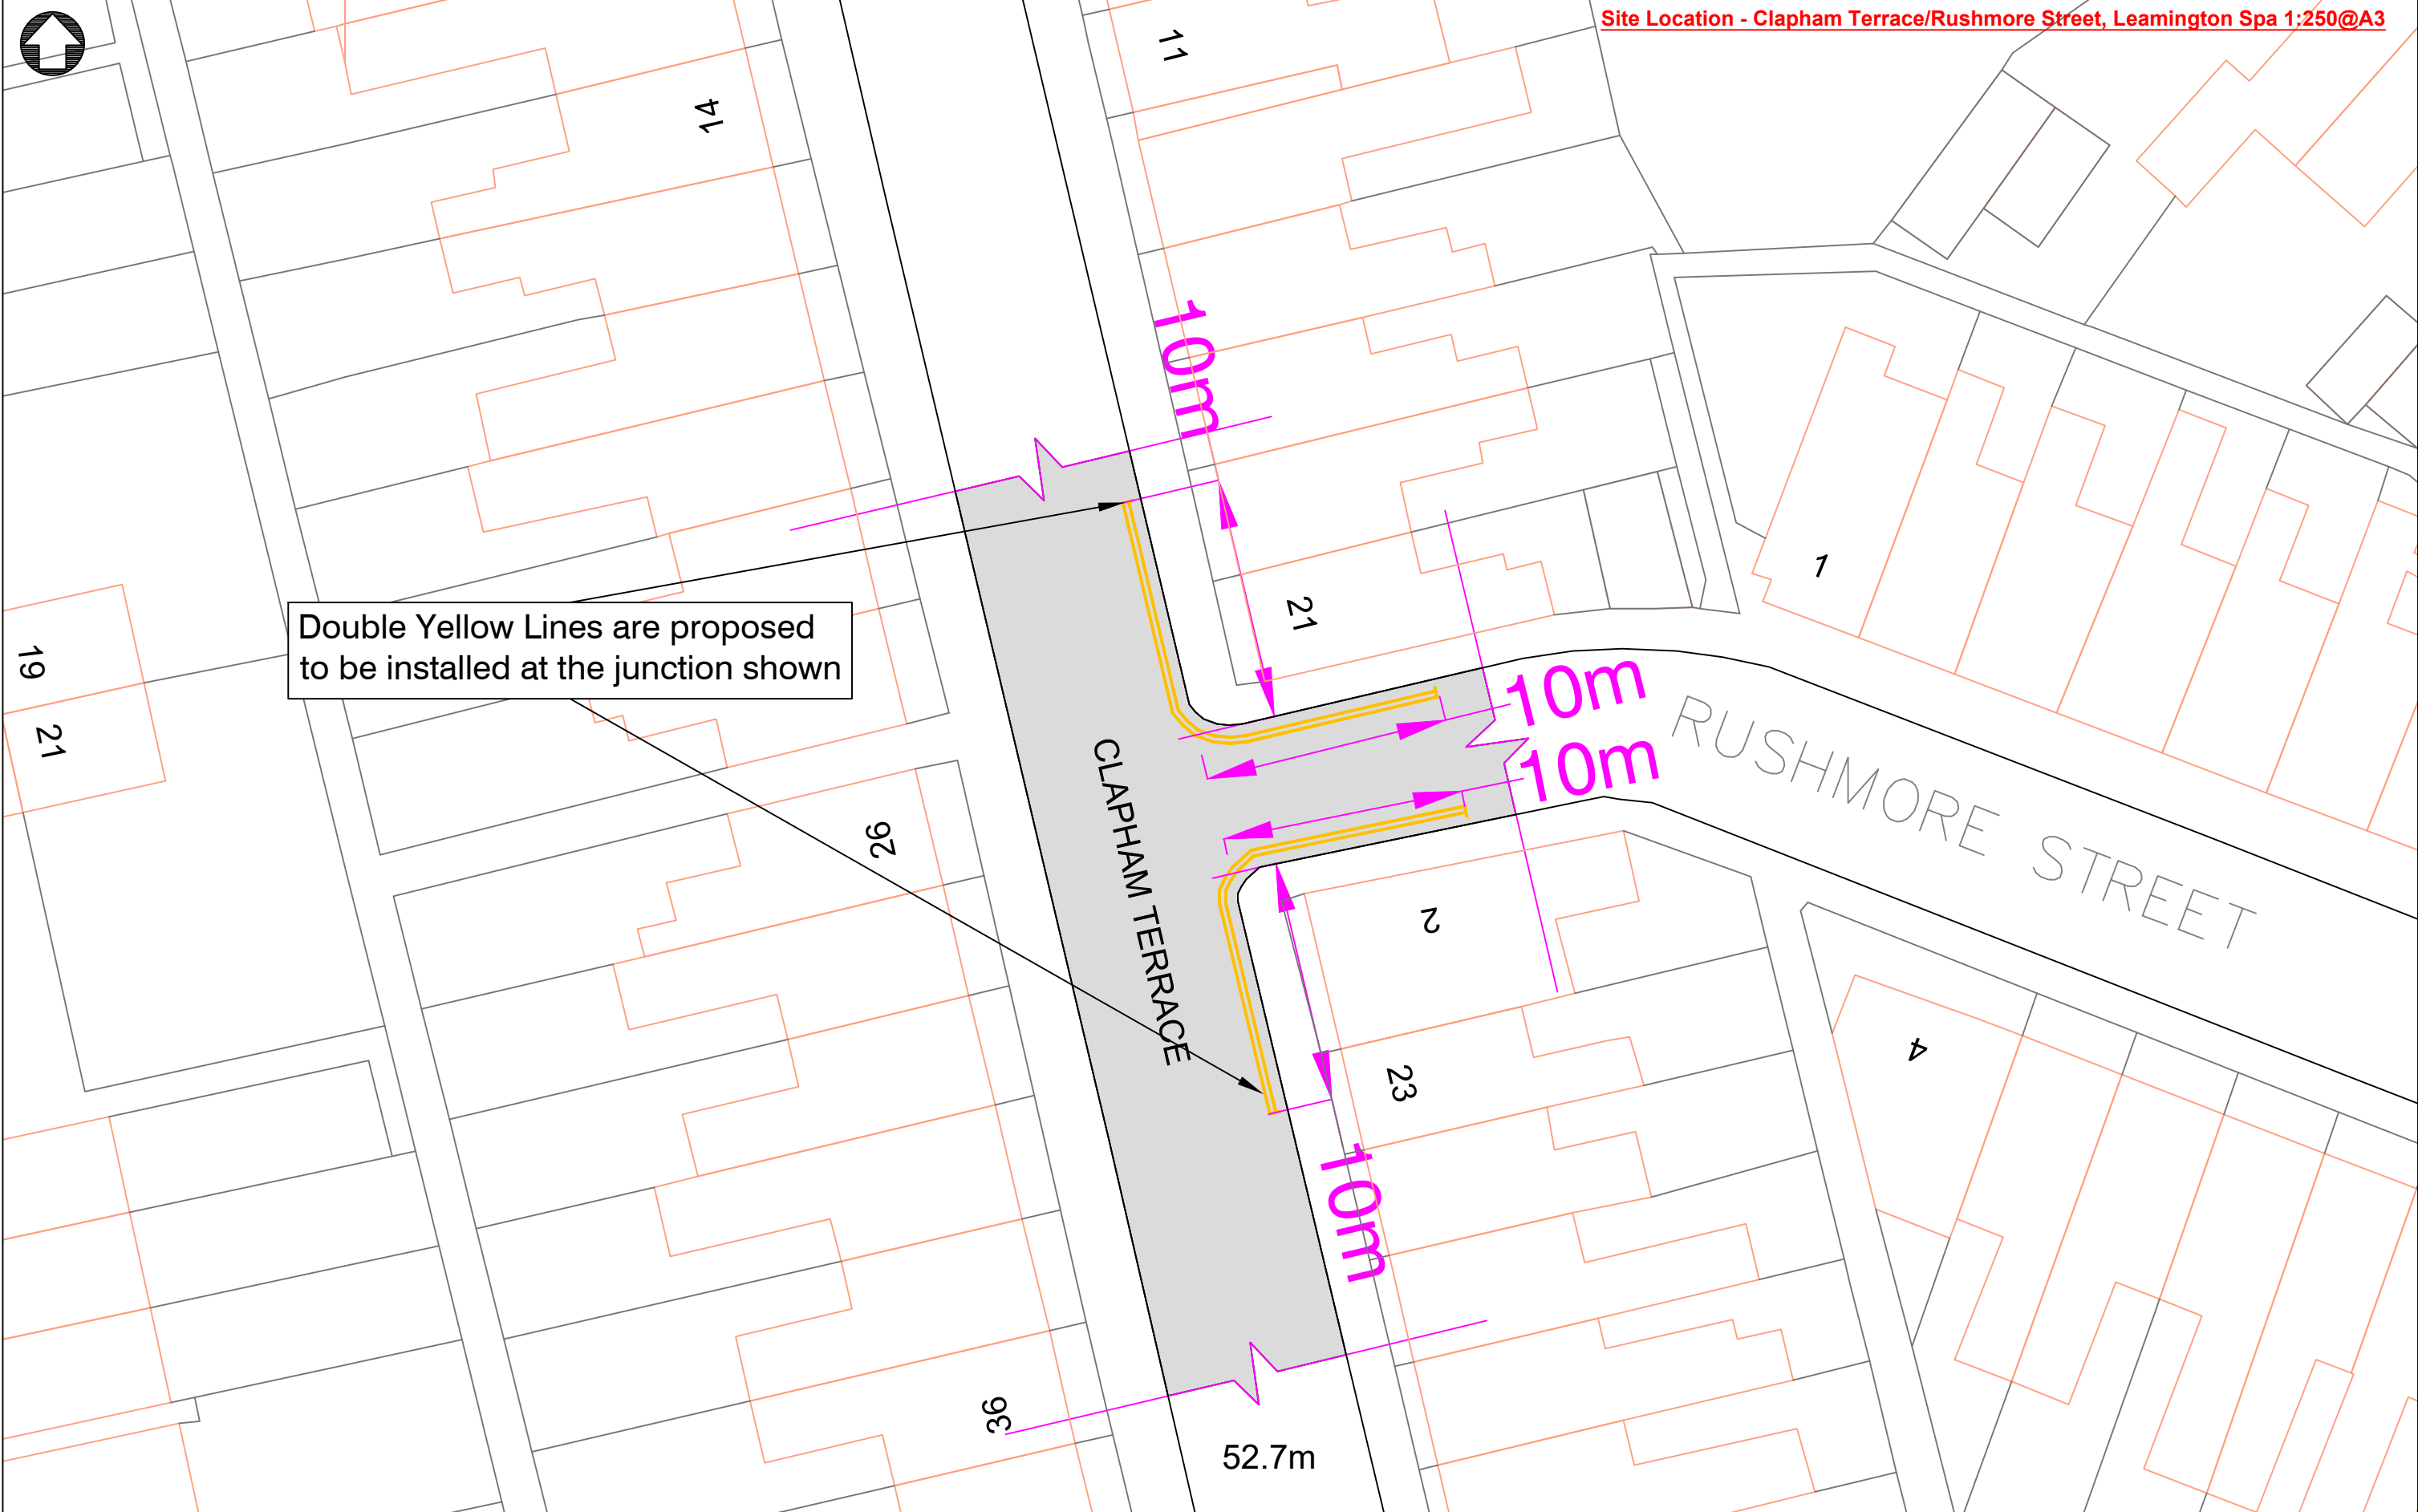 Site Location - Clapham Terrace/Rushmore Street, Leamington Spa 1:250@A3
11
14
10m
1
21
Double Yellow Lines are proposed
to be installed at the junction shown
19
21
10m
10m
RUSHMORE STREET
CLAPHAM TERRACE
26
2
4
23
10m
36
52.7m